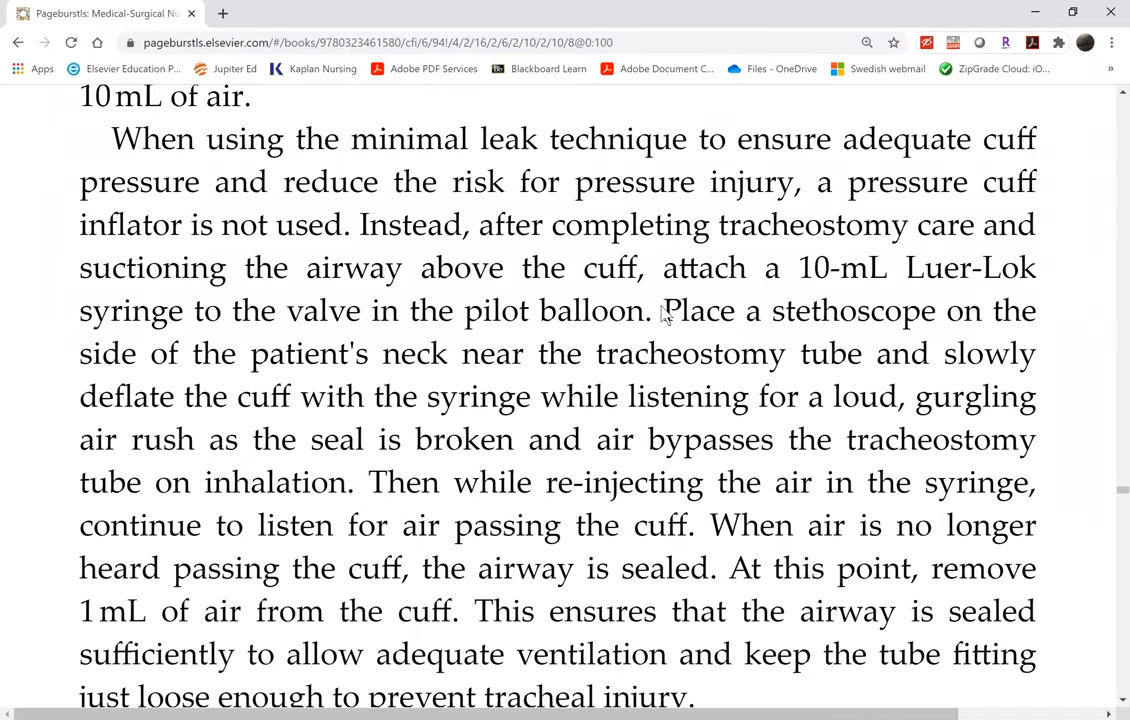 Pageburstls: Medical-Surgical Nu
pageburstls.elsevier.com/#/books/9780323461580/cfi/6/94!/4/2/16/2/6/2/10/2/10/8@0:100
Apps Elsevier Education P... Jupiter Ed Kaplan Nursing Adobe PDF Services Blackboard Learn Adobe Document C... Files - OneDrive Swedish webmail ZipGrade Cloud: iO... »
10 mL of air.
When using the minimal leak technique to ensure adequate cuff
pressure and reduce the risk for pressure injury, a pressure cuff
inflator is not used. Instead, after completing tracheostomy care and
suctioning the airway above the cuff, attach a 10-mL Luer-Lok
syringe to the valve in the pilot balloon. Place a stethoscope on the
side of the patient's neck near the tracheostomy tube and slowly
deflate the cuff with the syringe while listening for a loud, gurgling
air rush as the seal is broken and air bypasses the tracheostomy
tube on inhalation. Then while re-injecting the air in the syringe,
continue to listen for air passing the cuff. When air is no longer
heard passing the cuff, the airway is sealed. At this point, remove
1 mL of air from the cuff. This ensures that the airway is sealed
sufficiently to allow adequate ventilation and keep the tube fitting
just loose enough to prevent tracheal injury.